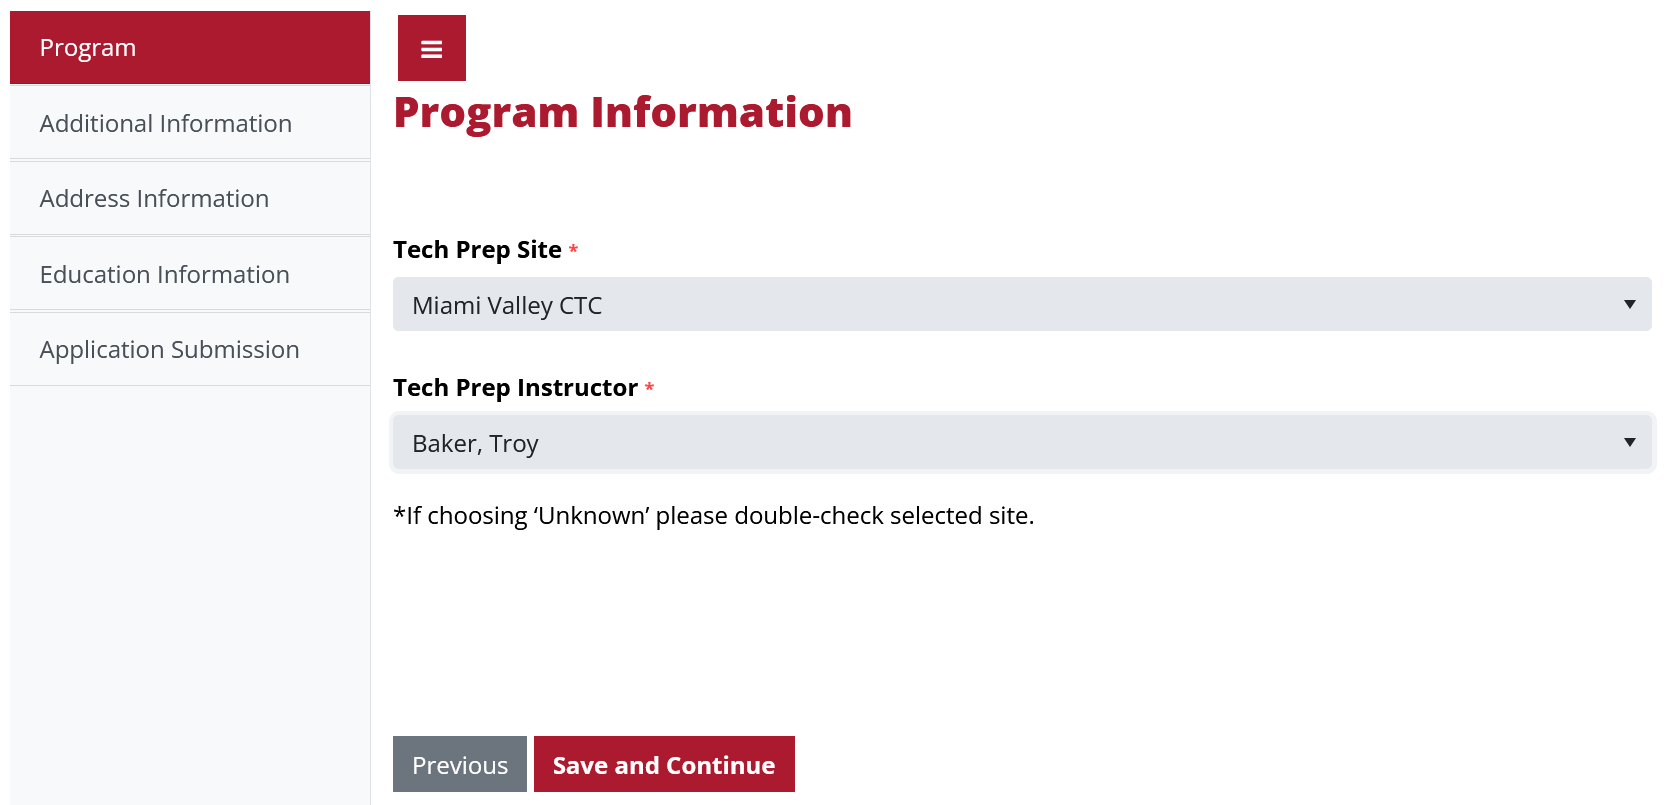 Program
Additional Information
Address Information
Education Information
Application Submission
Program Information
Tech Prep Site *
Miami Valley CTC
Tech Prep Instructor *
Baker, Troy
*If choosing ‘Unknown’ please double-check selected site.
Previous
Save and Continue